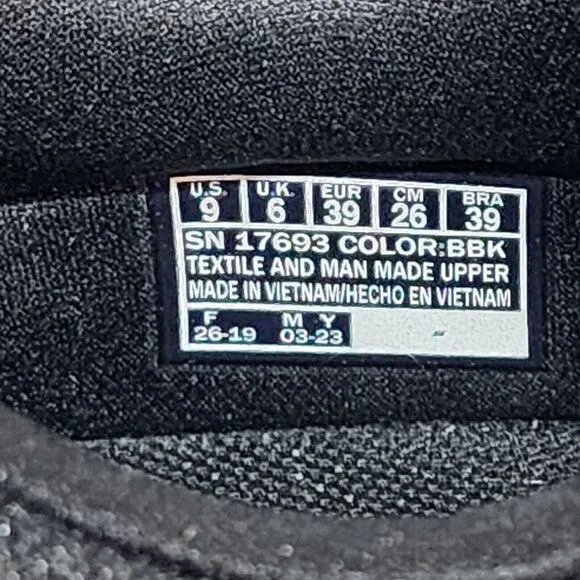 U.S. U.K. EUR CM BRA
9 6 39 26 39
SN 17693 COLOR:BBK
TEXTILE AND MAN MADE UPPER
MADE IN VIETNAM/HECHO EN VIETNAM
F M Y
26-19 03-23